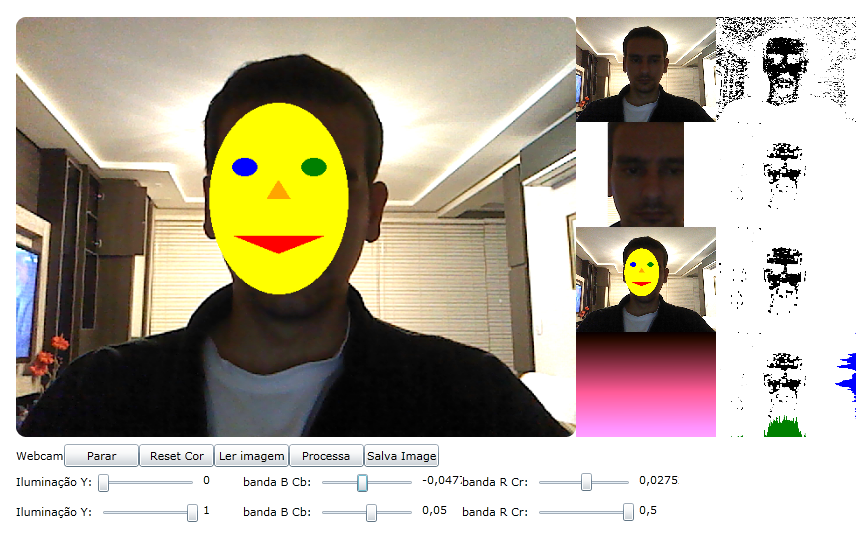 Webcam Parar Reset Cor Ler imagem Processa Salva Image
Iluminação Y: 0 banda B Cb: -0,047 banda R Cr: 0,0275
Iluminação Y: 1 banda B Cb: 0,05 banda R Cr: 0,5